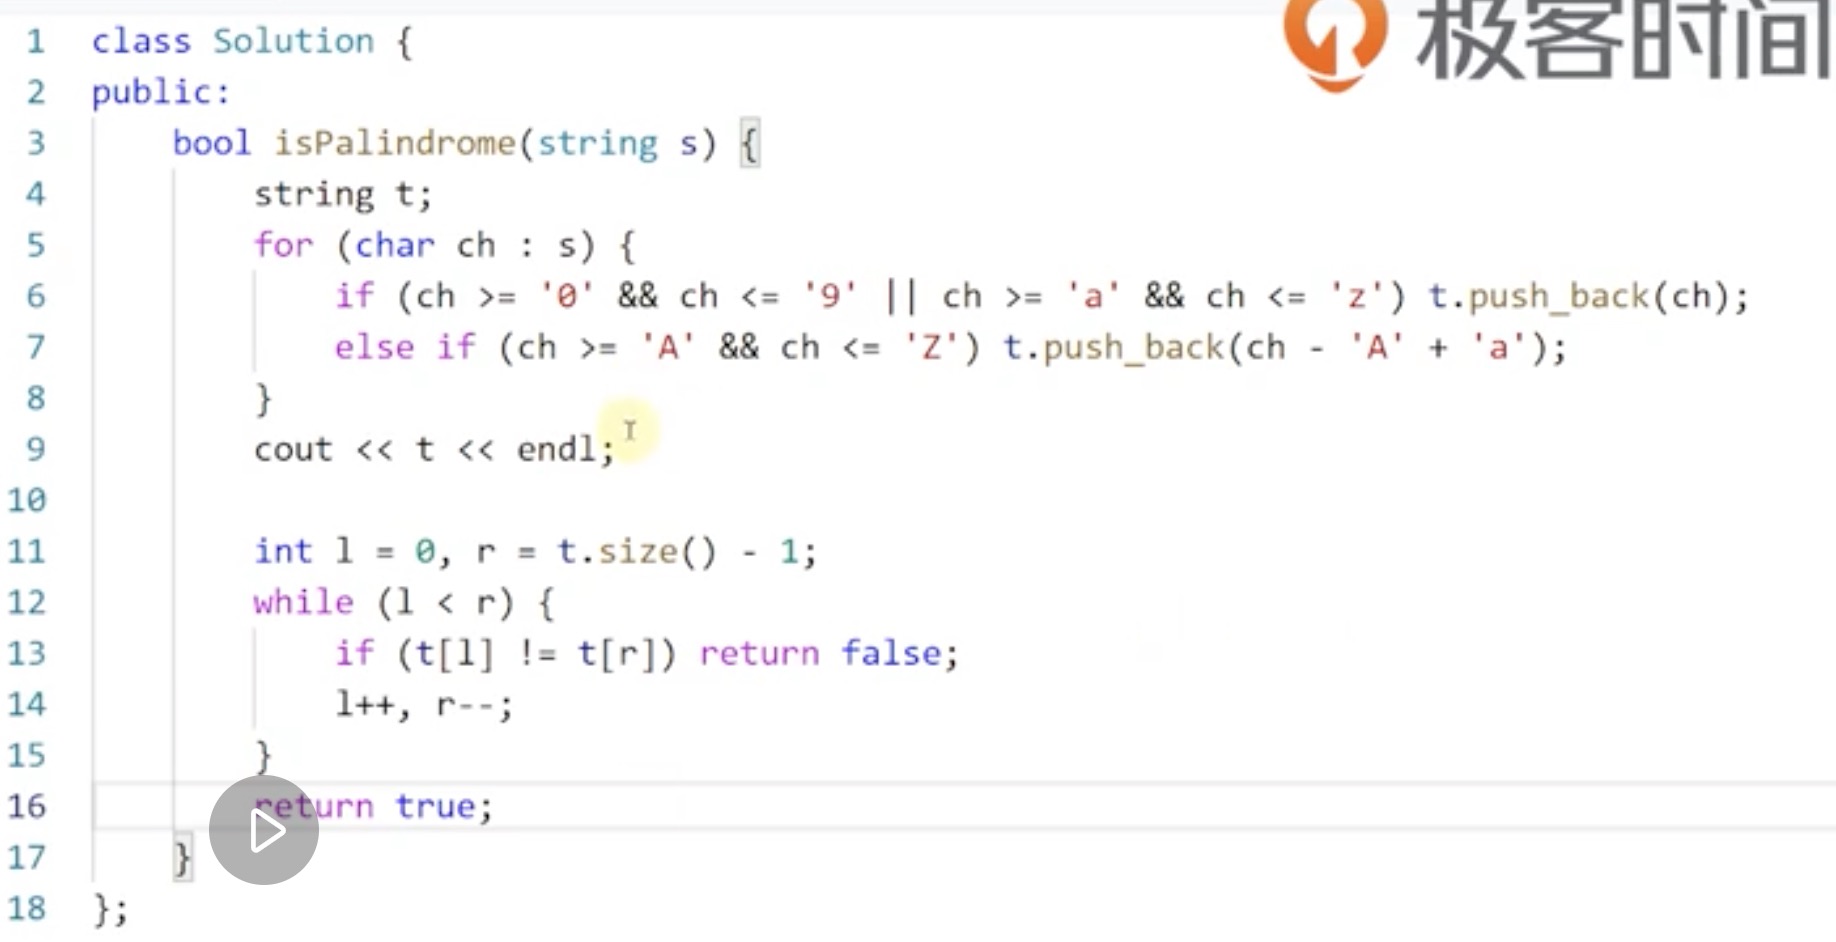 极客时间
1 class Solution {
2 public:
3     bool isPalindrome(string s) {
4         string t;
5         for (char ch : s) {
6             if (ch >= '0' && ch <= '9' || ch >= 'a' && ch <= 'z') t.push_back(ch);
7             else if (ch >= 'A' && ch <= 'Z') t.push_back(ch - 'A' + 'a');
8         }
9         cout << t << endl;
10
11         int l = 0, r = t.size() - 1;
12         while (l < r) {
13             if (t[l] != t[r]) return false;
14             l++, r--;
15         }
16         return true;
17     }
18 };